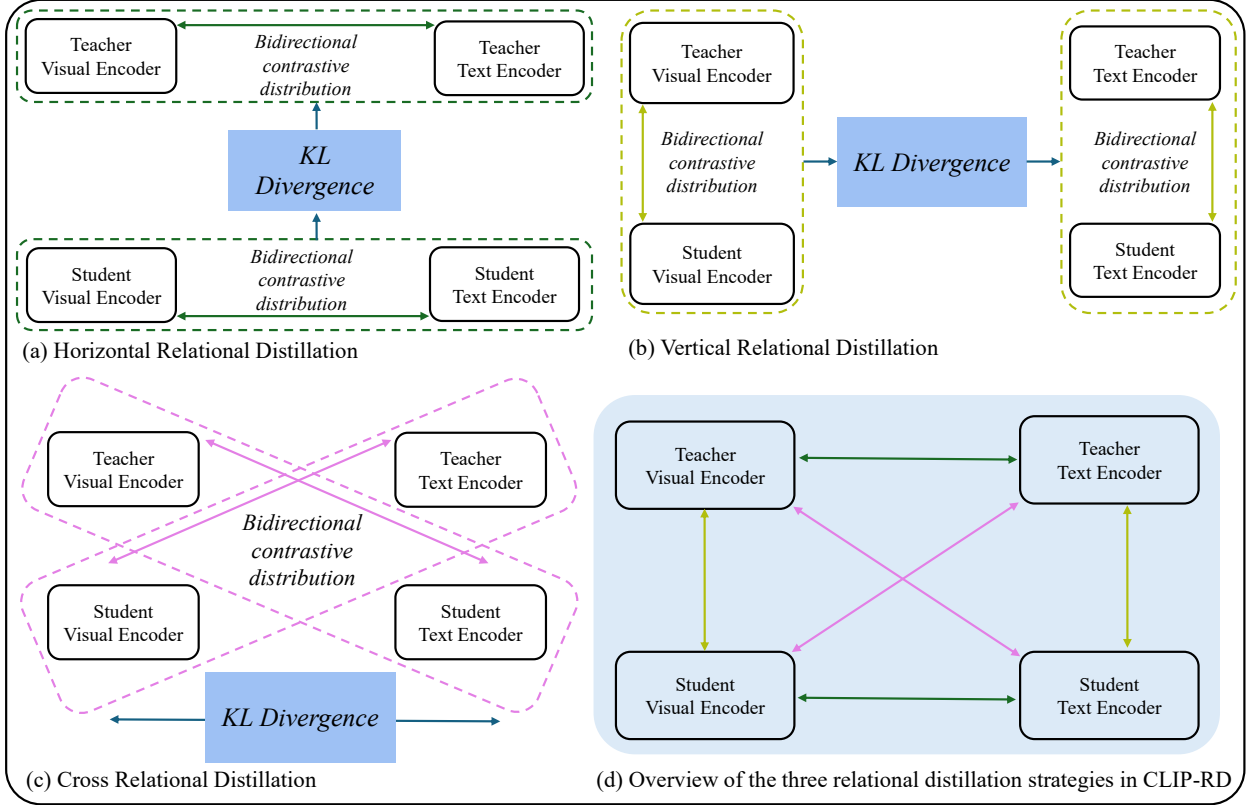 Teacher
Visual Encoder
Bidirectional
contrastive
distribution
Teacher
Text Encoder
KL
Divergence
Student
Visual Encoder
Bidirectional
contrastive
distribution
Student
Text Encoder
(a) Horizontal Relational Distillation
Teacher
Visual Encoder
Bidirectional
contrastive
distribution
Student
Visual Encoder
KL Divergence
Teacher
Text Encoder
Bidirectional
contrastive
distribution
Student
Text Encoder
(b) Vertical Relational Distillation
Teacher
Visual Encoder
Teacher
Text Encoder
Bidirectional
contrastive
distribution
Student
Visual Encoder
Student
Text Encoder
KL Divergence
(c) Cross Relational Distillation
Teacher
Visual Encoder
Teacher
Text Encoder
Student
Visual Encoder
Student
Text Encoder
(d) Overview of the three relational distillation strategies in CLIP-RD